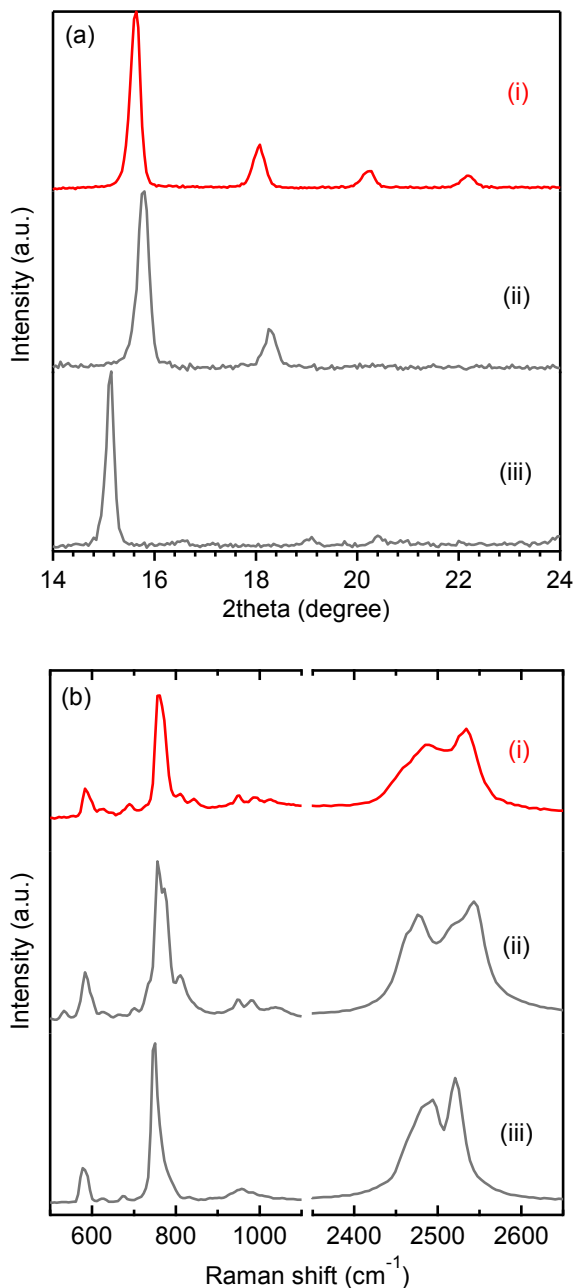 (a)
(i)
(ii)
(iii)
Intensity (a.u.)
14 16 18 20 22 24
2theta (degree)
(b)
(i)
(ii)
(iii)
Intensity (a.u.)
600 800 1000 2400 2500 2600
Raman shift (cm⁻¹)